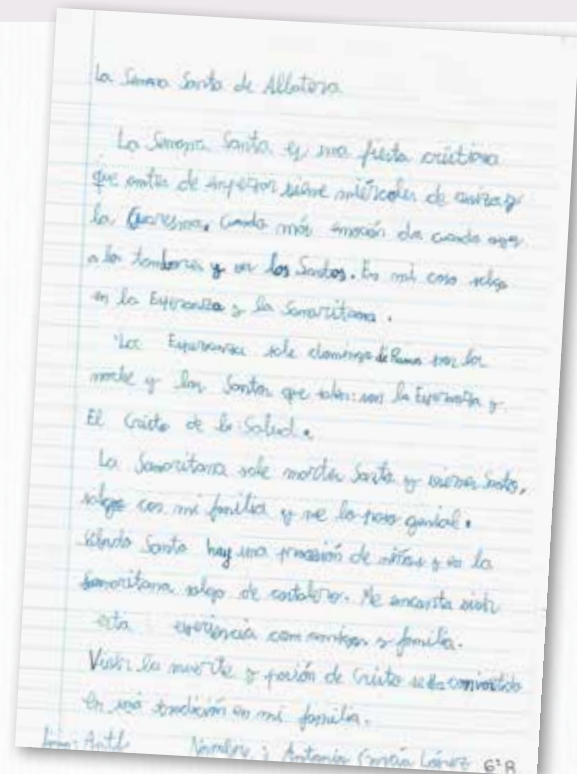 La Semana Santa de Albatera
La Semana Santa es una fiesta cristiana
que antes de empezar viene miércoles de ceniza y
la Cuaresma. Cuando más emoción da cuando oyes
a los tambores y ver los Santos. En mi caso salgo
en la Esperanza y la Samaritana.
La Esperanza sale domingo de Ramos por la
noche y los Santos que salen: son la Esperanza y
El Cristo de la Salud.
La Samaritana sale martes Santo y viernes Santo,
salgo con mi familia y me lo paso genial.
Sábado Santo hay una procesión de niños y en la
Samaritana salgo de costalero. Me encanta vivir
esta experiencia con amigos y familia.
Vivir la muerte y pasión de Cristo se ha convertido
en una tradición en mi familia.
Nombre: Antonio García López 6ºB